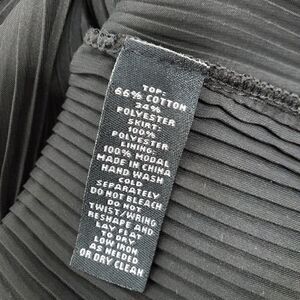 TOP:
66% COTTON
34%
POLYESTER
SKIRT:
100%
POLYESTER
LINING:
100% MODAL
MADE IN CHINA
HAND WASH
COLD
SEPARATELY
DO NOT BLEACH
DO NOT
TWIST/WRING
RESHAPE AND
LAY FLAT
TO DRY
LOW IRON
AS NEEDED
OR DRY CLEAN